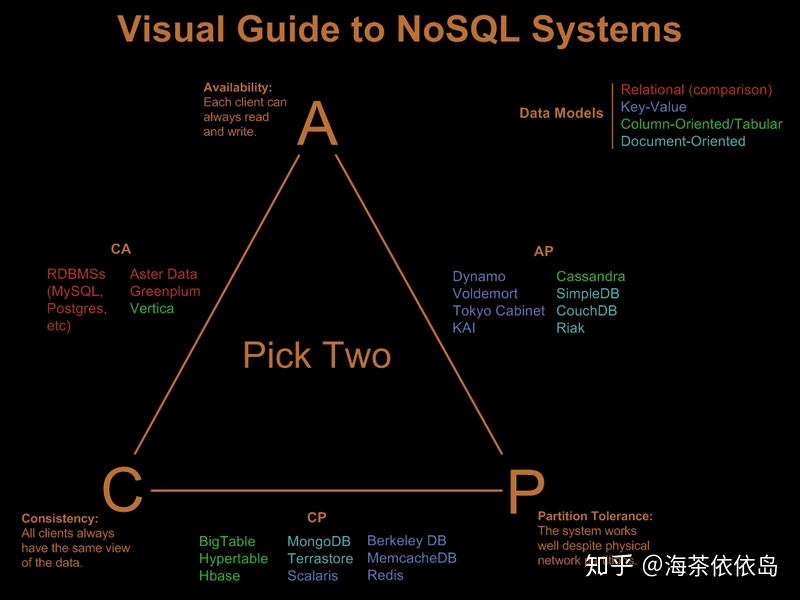 Visual Guide to NoSQL Systems
Availability:
Each client can
always read
and write.
A
Data Models
Relational (comparison)
Key-Value
Column-Oriented/Tabular
Document-Oriented
CA
RDBMSs
(MySQL,
Postgres,
etc)
Aster Data
Greenplum
Vertica
AP
Dynamo
Voldemort
Tokyo Cabinet
KAI
Cassandra
SimpleDB
CouchDB
Riak
Pick Two
C
P
Consistency:
All clients always
have the same view
of the data.
CP
BigTable
Hypertable
Hbase
MongoDB
Terrastore
Scalaris
Berkeley DB
MemcacheDB
Redis
Partition Tolerance:
The system works
well despite physical
network
知乎 @海茶依依岛